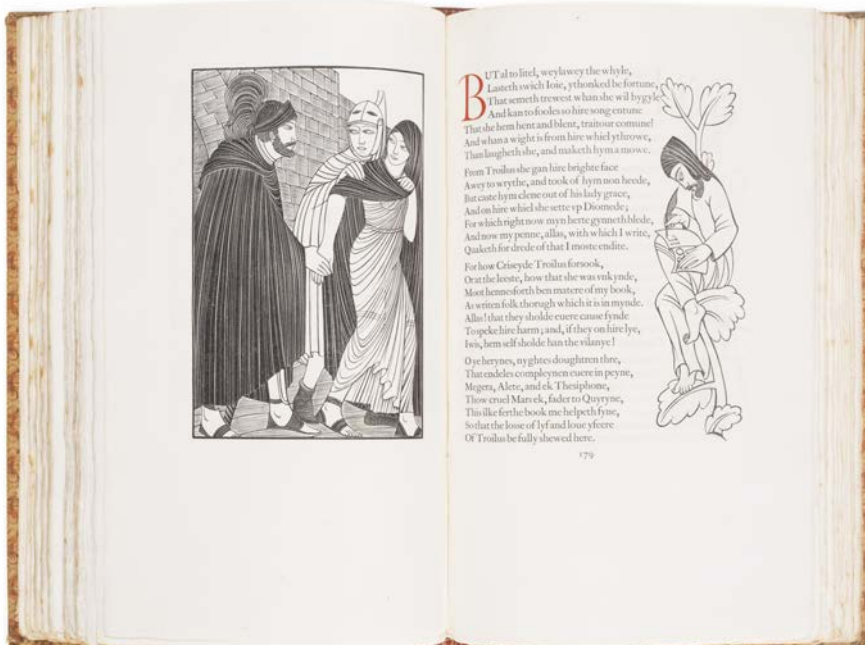 BUT al to litel, weylawey the whyle,
Lasteth swich Ioie, ythonked be fortune,
That semeth trewest whan she wil bygyle
And kan to fooles so hire song entune
That she hem hent and blent, traitour comune!
And whan a wight is from hire whiel ythrowe,
Than laugheth she, and maketh hym a mowe.
From Troilus she gan hire brighte face
Awey to wrythe, and took of hym non heede,
But caste hym clene out of his lady grace,
And on hire whiel she sette vp Diomede;
For which right now myn herte gynneth blede,
And now my penne, allas, with which I write,
Quaketh for drede of that I moste endite.
For how Criseyde Troilus forsook,
Or at the leeste, how that she was vnkynde,
Moot hennesforth ben matere of my book,
As writen folk thorugh which it is in mynde.
Allas! that they sholde euere cause fynde
To speke hire harm; and, if they on hire lye,
Iwis, hem self sholde han the vilanye!
O ye herynes, nyghtes doughtren thre,
That endeles compleynen euere in peyne,
Megera, Alete, and ek Thesiphone,
Thow cruel Mars ek, fader to Quyryne,
This ilke ferthe book me helpeth fyne,
So that the losse of lyf and loue yfeere
Of Troilus be fully shewed here.
179